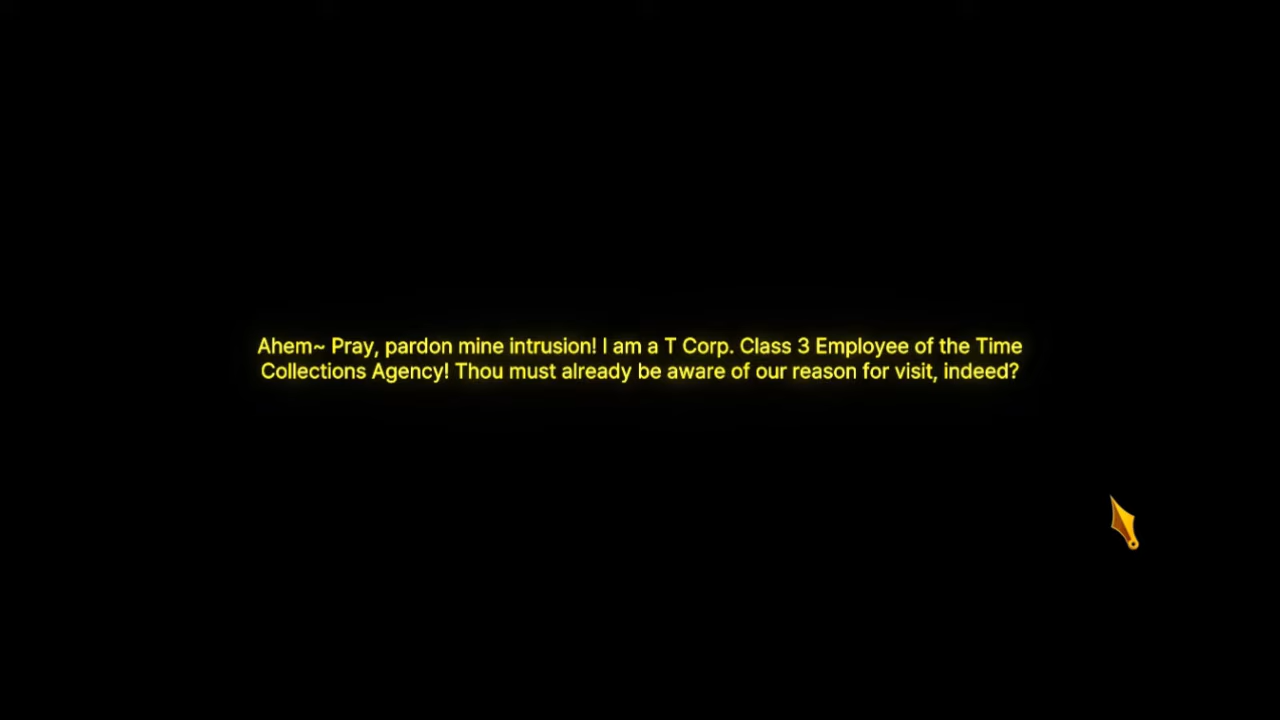 Ahem~ Pray, pardon mine intrusion! I am a T Corp. Class 3 Employee of the Time
Collections Agency! Thou must already be aware of our reason for visit, indeed?